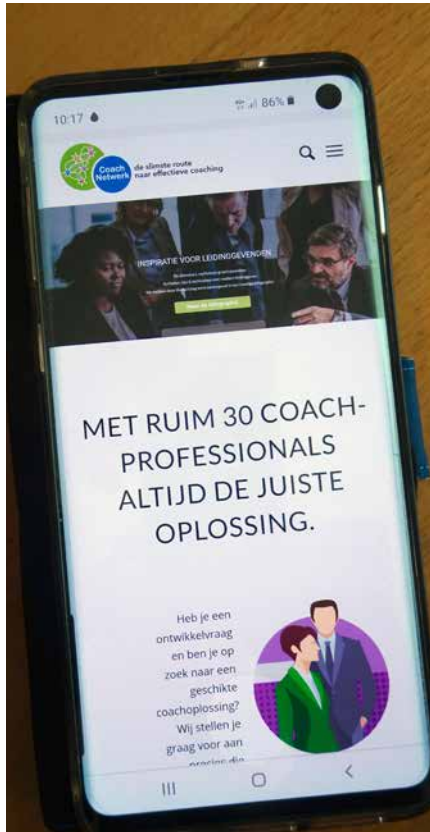 10:17
86%
Coach
Netwerk
de slimste route
naar effectieve coaching
INSPIRATIE VOOR LEIDINGGEVENDEN
MET RUIM 30 COACH-
PROFESSIONALS
ALTIJD DE JUISTE
OPLOSSING.
Heb je een
ontwikkelvraag
en ben je op
zoek naar een
geschikte
coachoplossing?
Wij stellen je
graag voor aan
precies die